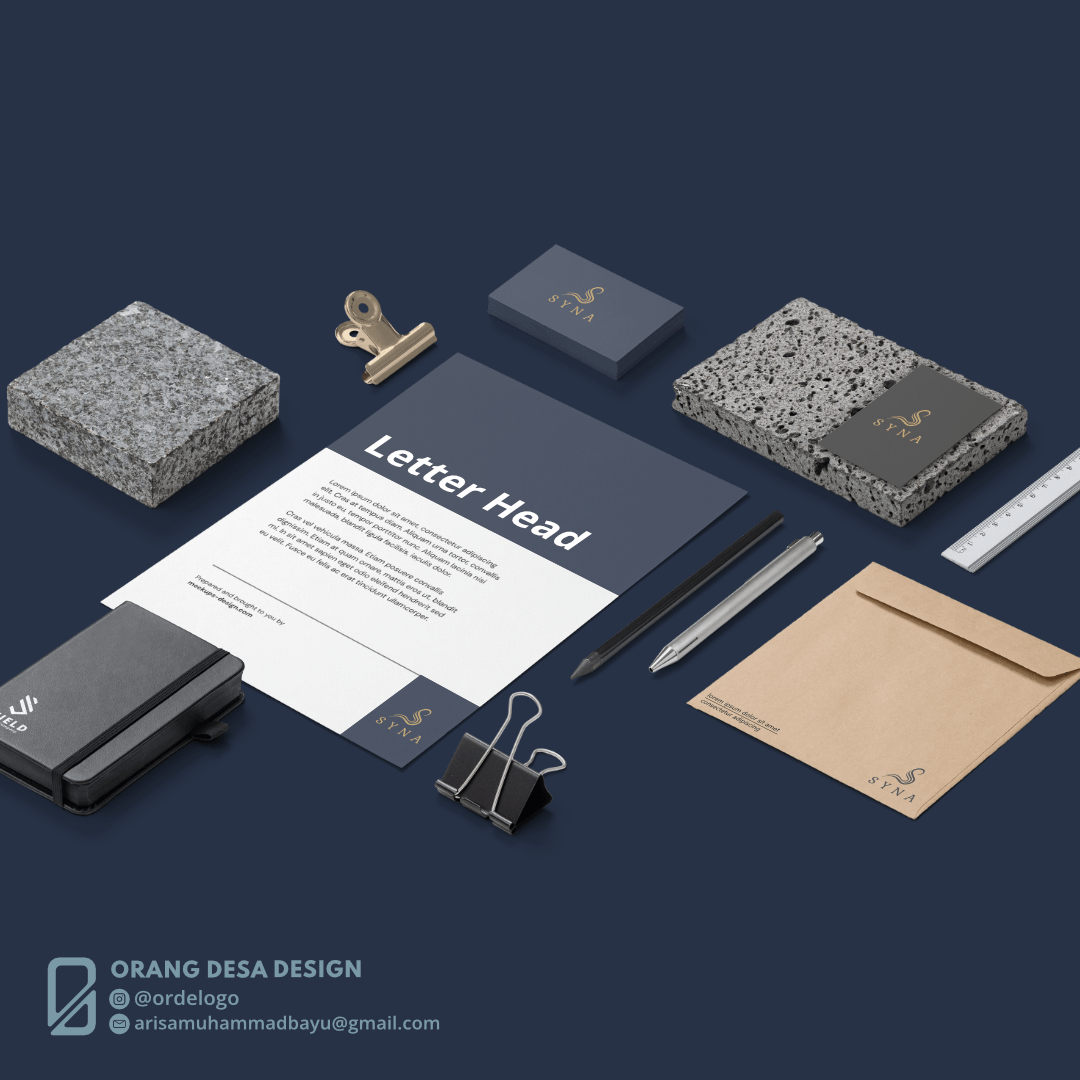 SYNA
SYNA
Letter Head
Lorem ipsum dolor sit amet, consectetur adipiscing
elit. Cras at tempus diam. Aliquam urna tortor, convallis
in justo eu, tempor porttitor nunc. Aliquam lacinia nisl
malesuada, blandit ligula facilisis, iaculis dolor.
Cras vel vehicula massa. Etiam posuere convallis
dignissim. Etiam at quam ornare, mattis eros ut, blandit
mi. In sit amet sapien eget odio eleifend hendrerit sed
eu velit. Fusce eu felis ac erat tincidunt ullamcorper.
Prepared and brought to you by
mockups-design.com
SYNA
lorem ipsum dolor sit amet
consectetur adipiscing
SYNA
ORANG DESA DESIGN
@ordelogo
arisamuhammadbayu@gmail.com